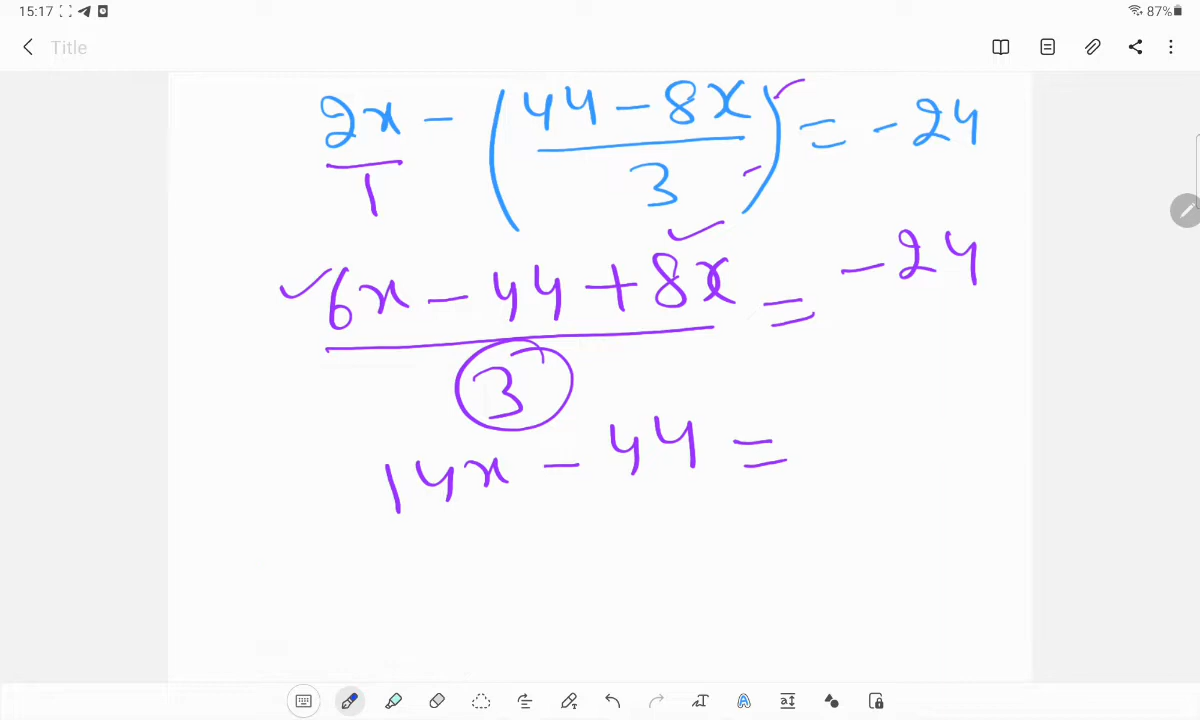 15:17
87%
Title
2x/1 - (44 - 8x/3) = -24
6x - 44 + 8x/3 = -24
14x - 44 =